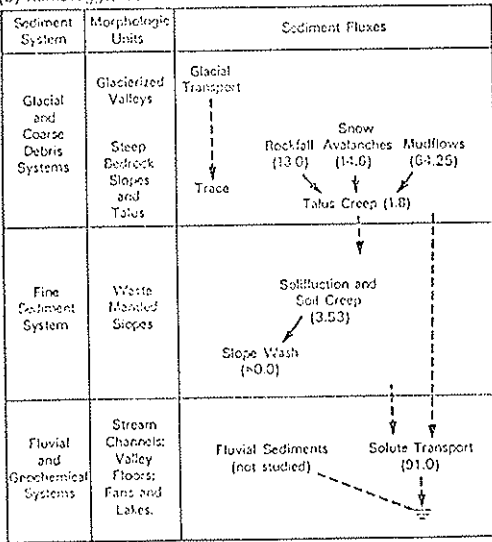 Sediment System
Morphologic Units
Sediment Fluxes
Glacial and Coarse Debris Systems
Glacierized Valleys
Steep Bedrock Slopes and Talus
Glacial Transport
Trace
Rockfall (13.0)
Snow Avalanches (14.6)
Mudflows (64.25)
Talus Creep (1.8)
Fine Sediment System
Waste Mantled Slopes
Solifluction and Soil Creep (3.53)
Slope Wash (>0.0)
Fluvial and Geochemical Systems
Stream Channels; Valley Floors; Fans and Lakes.
Fluvial Sediments (not studied)
Solute Transport (91.0)